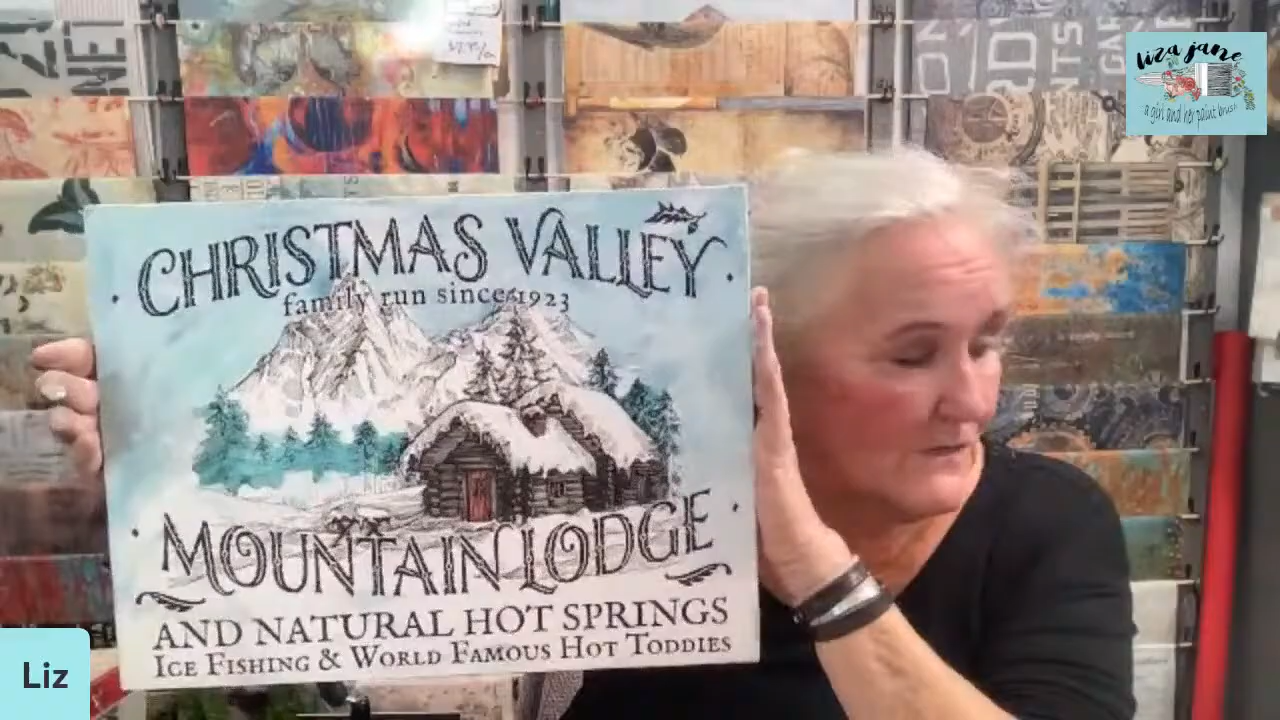 liza jane
a girl and her paint brush
CHRISTMAS VALLEY
family run since 1923
MOUNTAIN LODGE
AND NATURAL HOT SPRINGS
ICE FISHING & WORLD FAMOUS HOT TODDIES
Liz